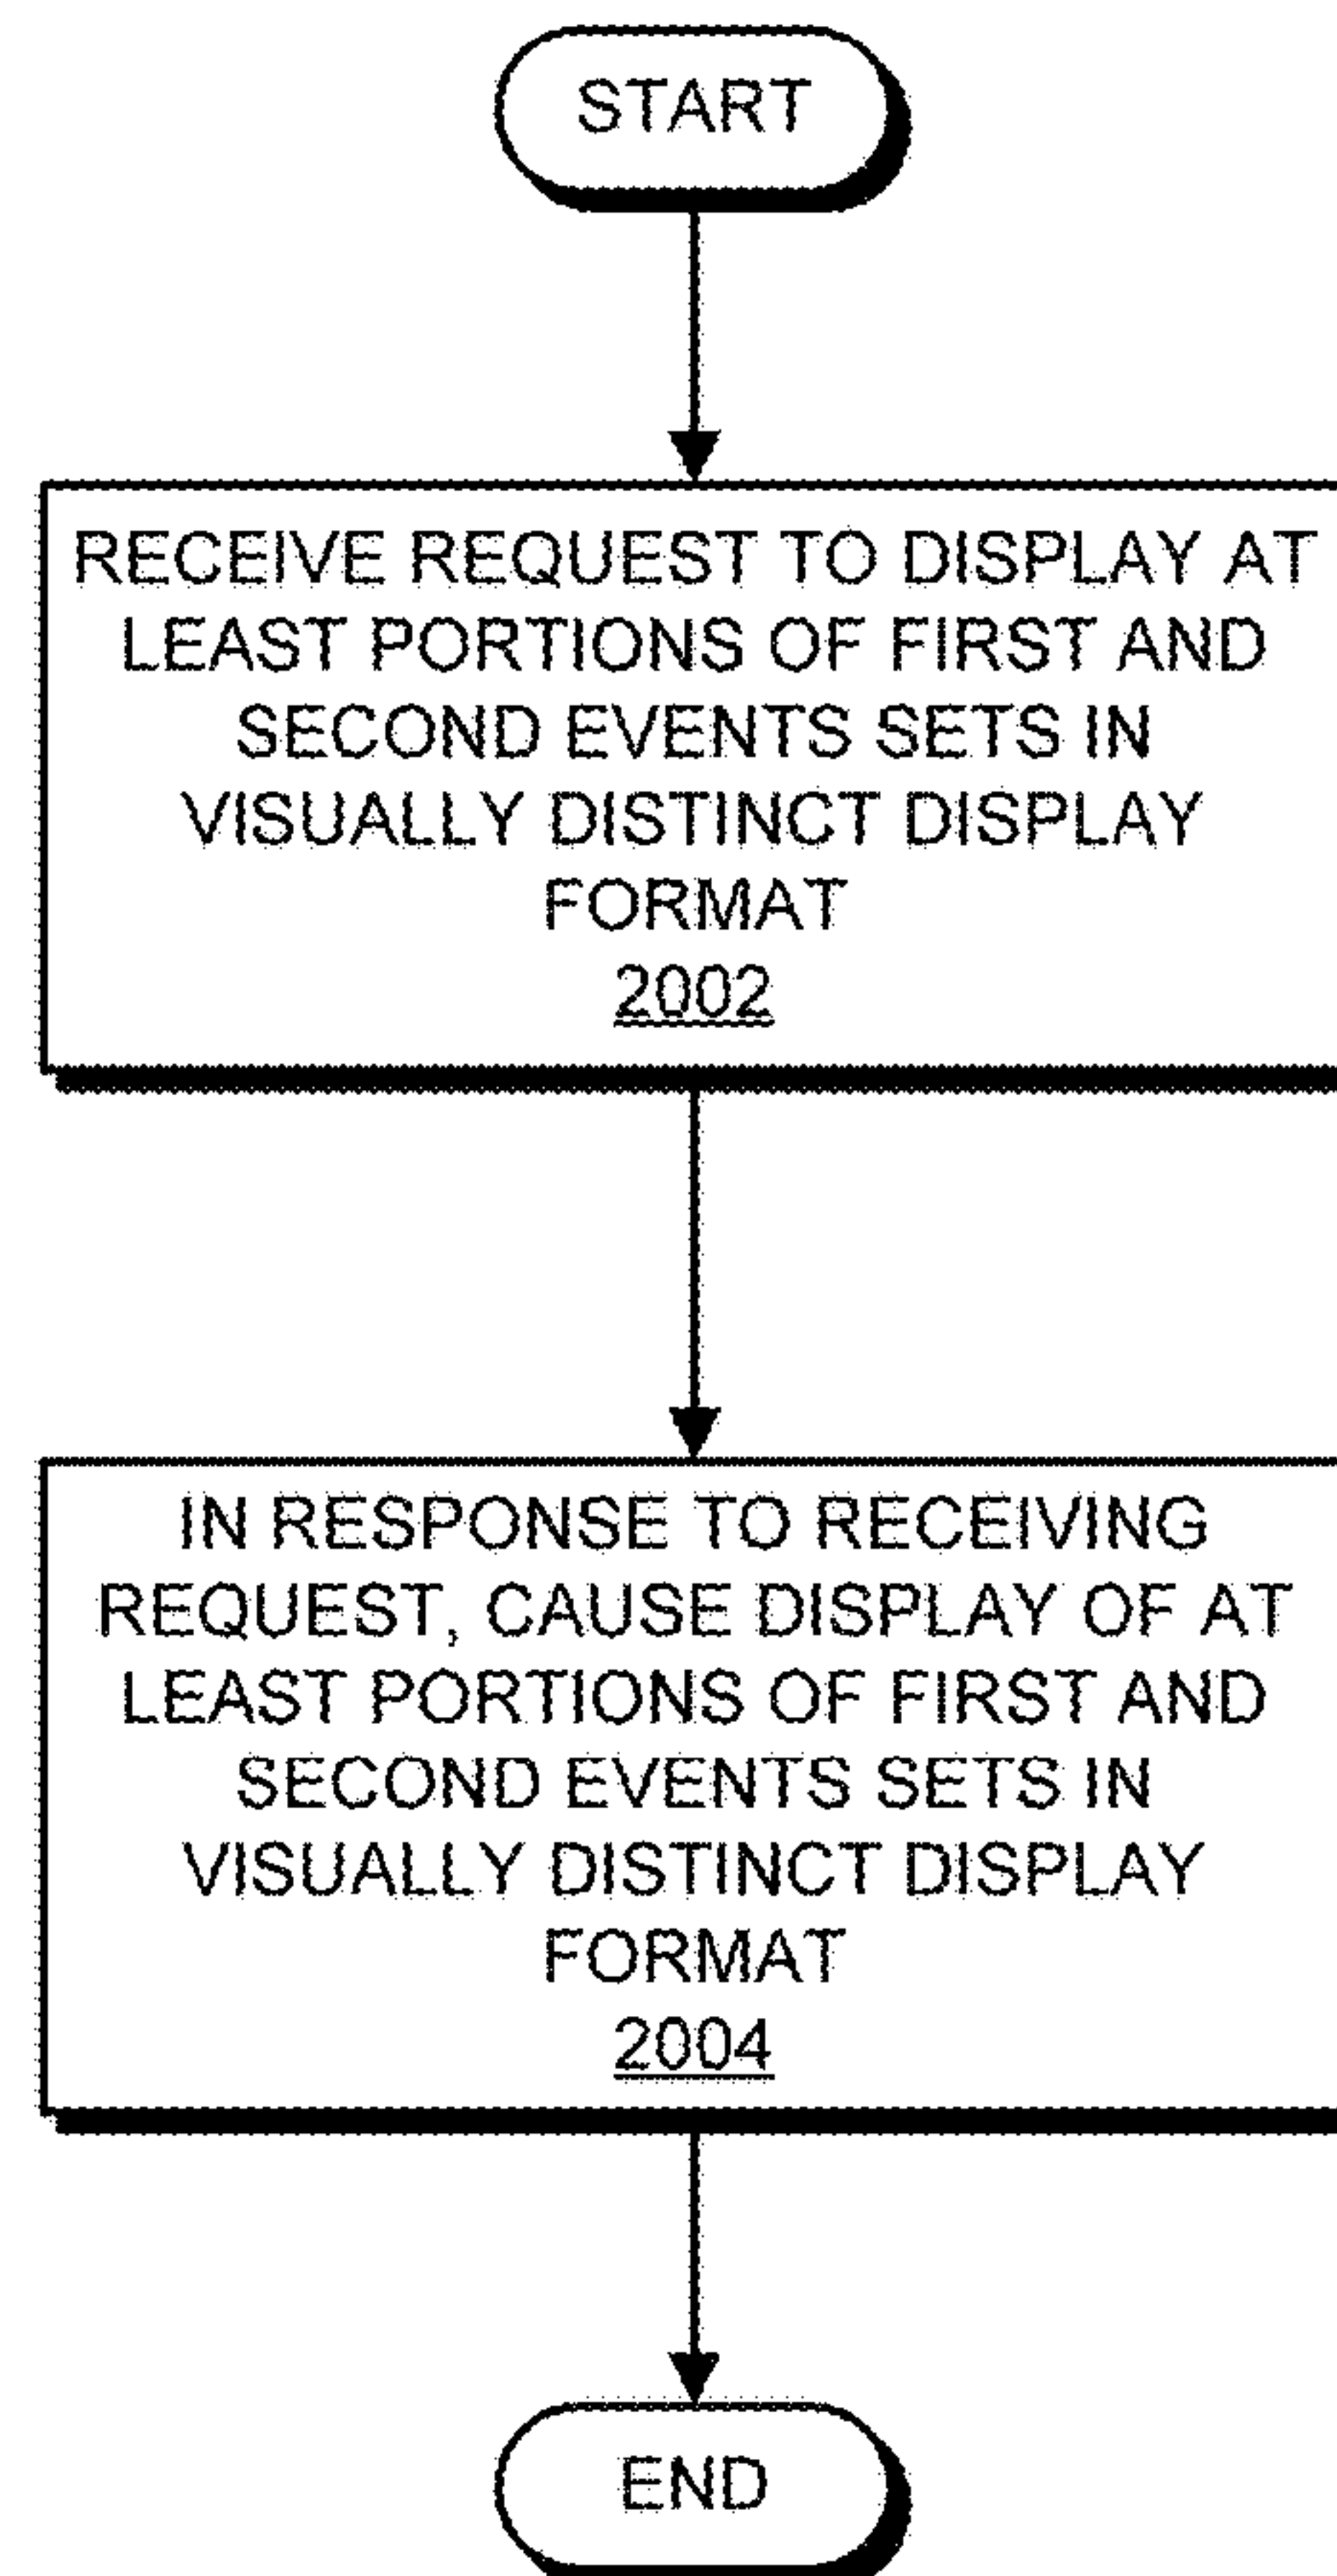 START
RECEIVE REQUEST TO DISPLAY AT
LEAST PORTIONS OF FIRST AND
SECOND EVENTS SETS IN
VISUALLY DISTINCT DISPLAY
FORMAT
2002
IN RESPONSE TO RECEIVING
REQUEST, CAUSE DISPLAY OF AT
LEAST PORTIONS OF FIRST AND
SECOND EVENTS SETS IN
VISUALLY DISTINCT DISPLAY
FORMAT
2004
END